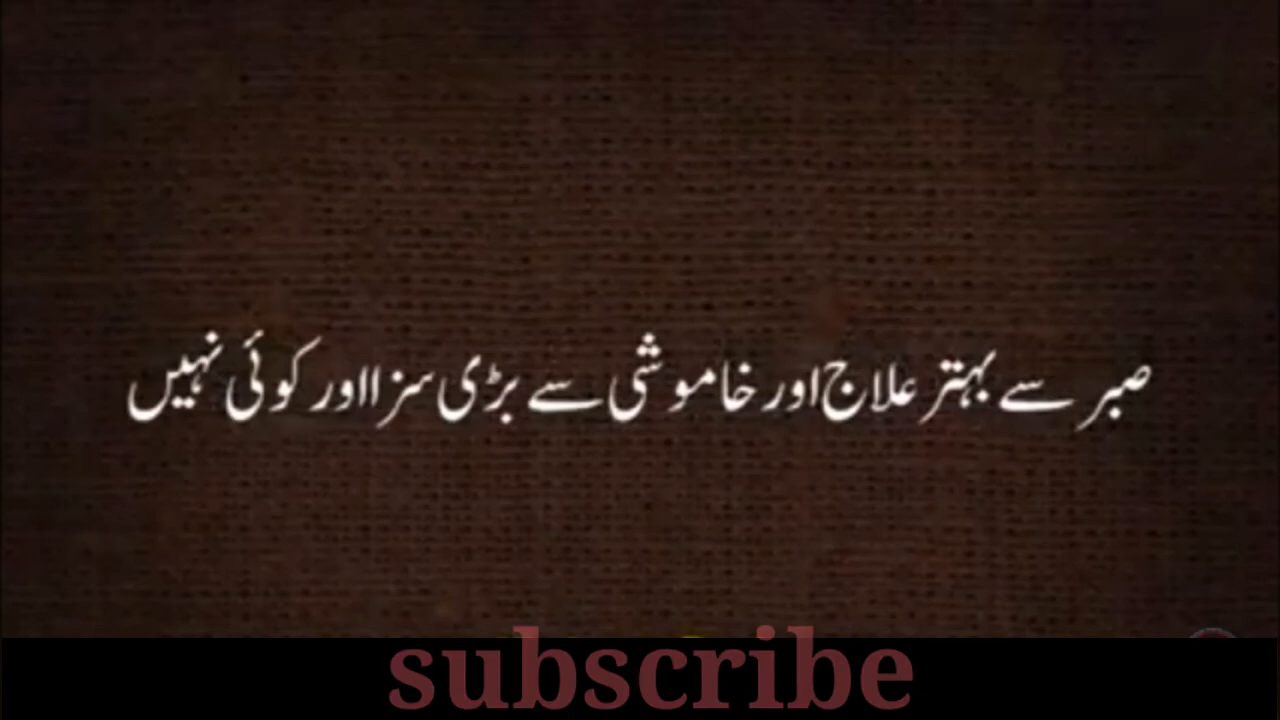 صبر سے بہتر علاج اور خاموشی سے بڑی سزا اور کوئی نہیں
subscribe